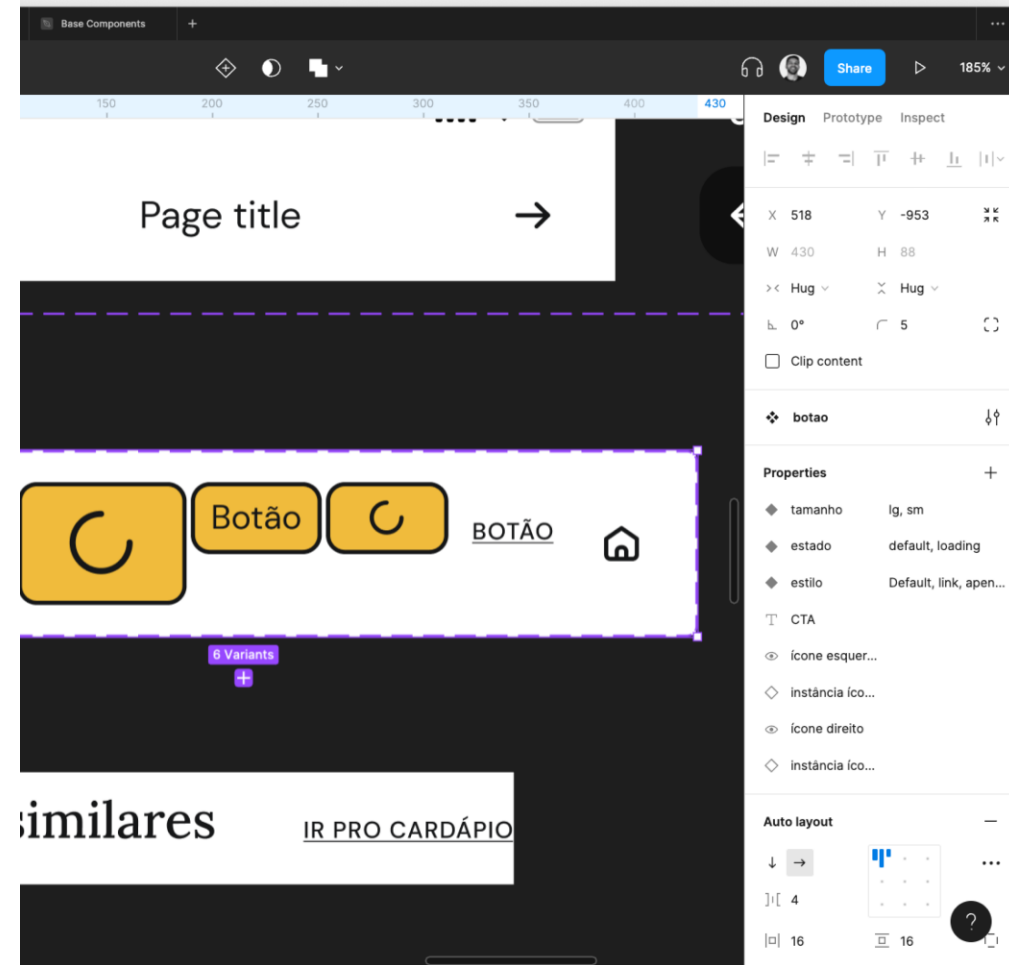 Base Components
Share
185%
150 200 250 300 350 400 430
Design Prototype Inspect
Page title
X 518 Y -953
W 430 H 88
Hug Hug
0° 5
Clip content
botao
Properties
tamanho lg, sm
estado default, loading
estilo Default, link, apen...
T CTA
ícone esquer...
instância íco...
ícone direito
instância íco...
Botão
BOTÃO
6 Variants
similares
IR PRO CARDÁPIO
Auto layout
4
16 16
?